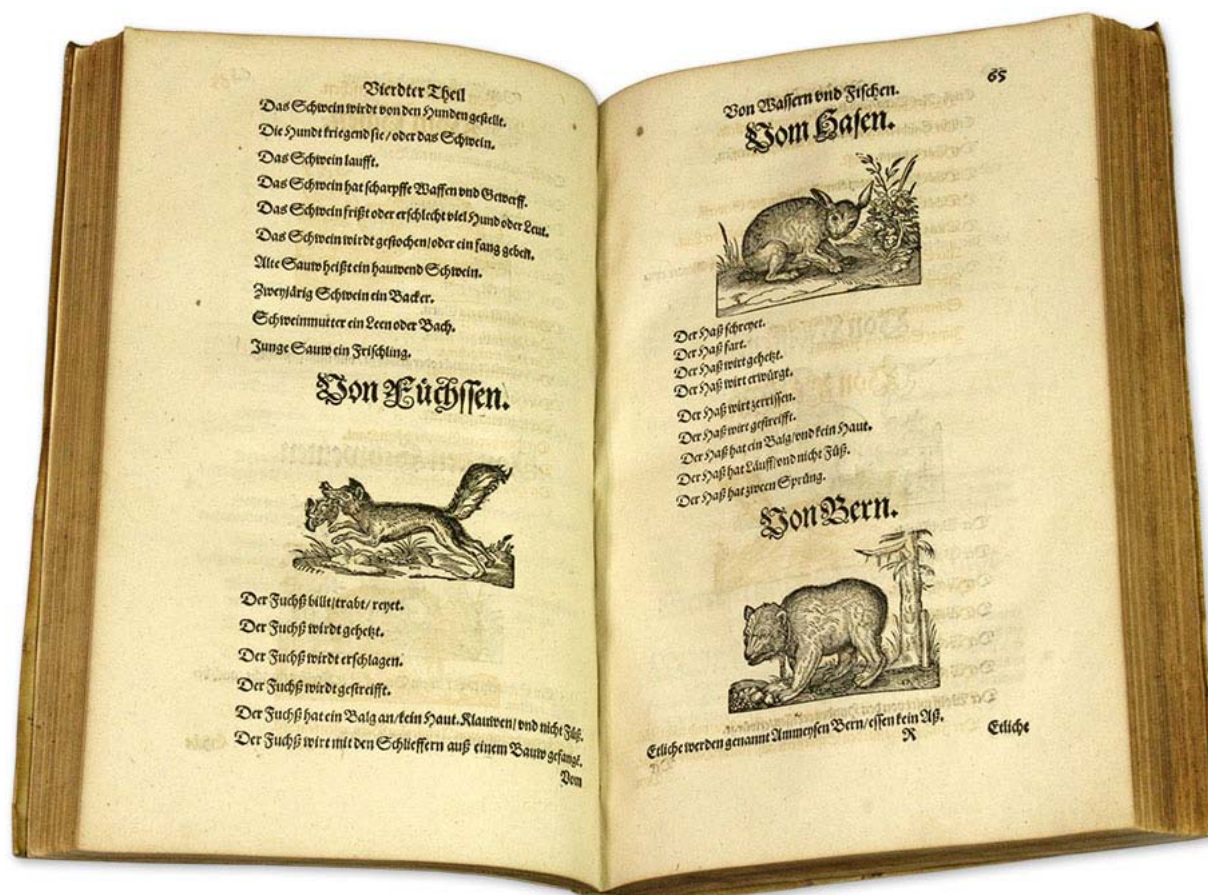 Vierdter Theil
Das Schwein wirdt von den Hunden gestellt.
Die Hundt kriegend sie/ oder das Schwein.
Das Schwein laufft.
Das Schwein hat scharpffe Waffen vnd Gewerff.
Das Schwein frißt oder erschlecht viel Hund oder Leut.
Das Schwein wirdt gestochen/ oder ein fang geben.
Alte Sauw heißt ein hauwend Schwein.
Zweyjärig Schwein ein Backer.
Schweinmutter ein Leen oder Bach.
Junge Sauw ein Frischling.
Von Füchssen.
Der Fuchß billt/ trabt/ reyet.
Der Fuchß wirdt gehetzt.
Der Fuchß wirdt erschlagen.
Der Fuchß wirdt gestreifft.
Der Fuchß hat ein Balg an/ kein Haut. Klauwen/ vnd nicht Füß.
Der Fuchß wirt mit den Schlieffern auß einem Bauw gefangt.
Vom
Von Wassern vnd Fischen.
65
Vom Hasen.
Der Haß schreyet.
Der Haß fart.
Der Haß wirt gehetzt.
Der Haß wirt erwürgt.
Der Haß wirt zerrissen.
Der Haß wirt gestreifft.
Der Haß hat ein Balg/ vnd kein Haut.
Der Haß hat Läuff/ vnd nicht Füß.
Der Haß hat zween Sprüng.
Von Bern.
Etliche werden genannt Ammeysen Bern/ essen kein Aß.
R
Etliche